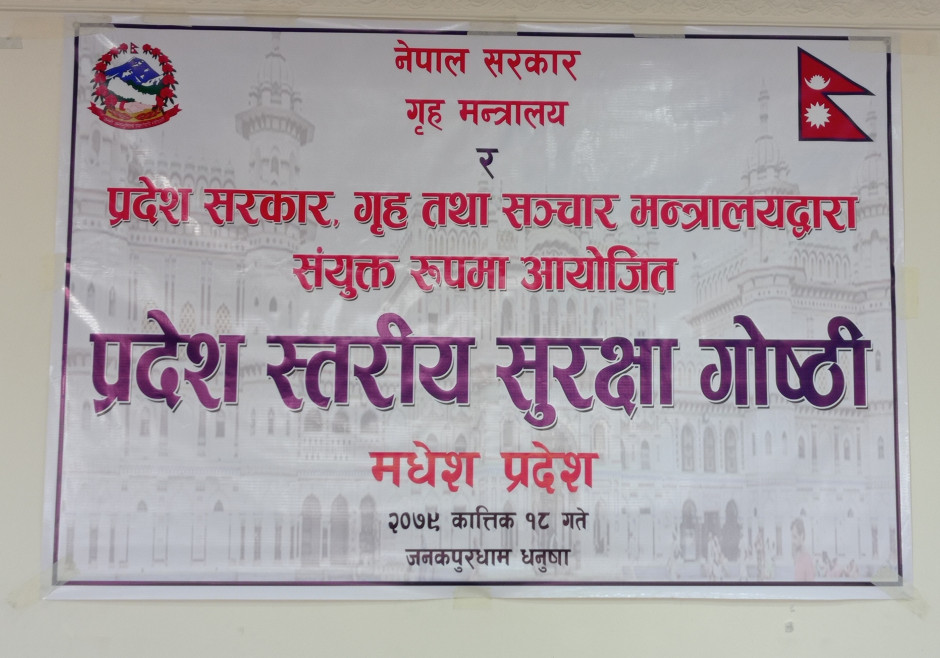 नेपाल सरकार
गृह मन्त्रालय
र
प्रदेश सरकार, गृह तथा सञ्चार मन्त्रालयद्वारा
संयुक्त रुपमा आयोजित
प्रदेश स्तरीय सुरक्षा गोष्ठी
मधेश प्रदेश
२०७९ कात्तिक १८ गते
जनकपुरधाम धनुषा